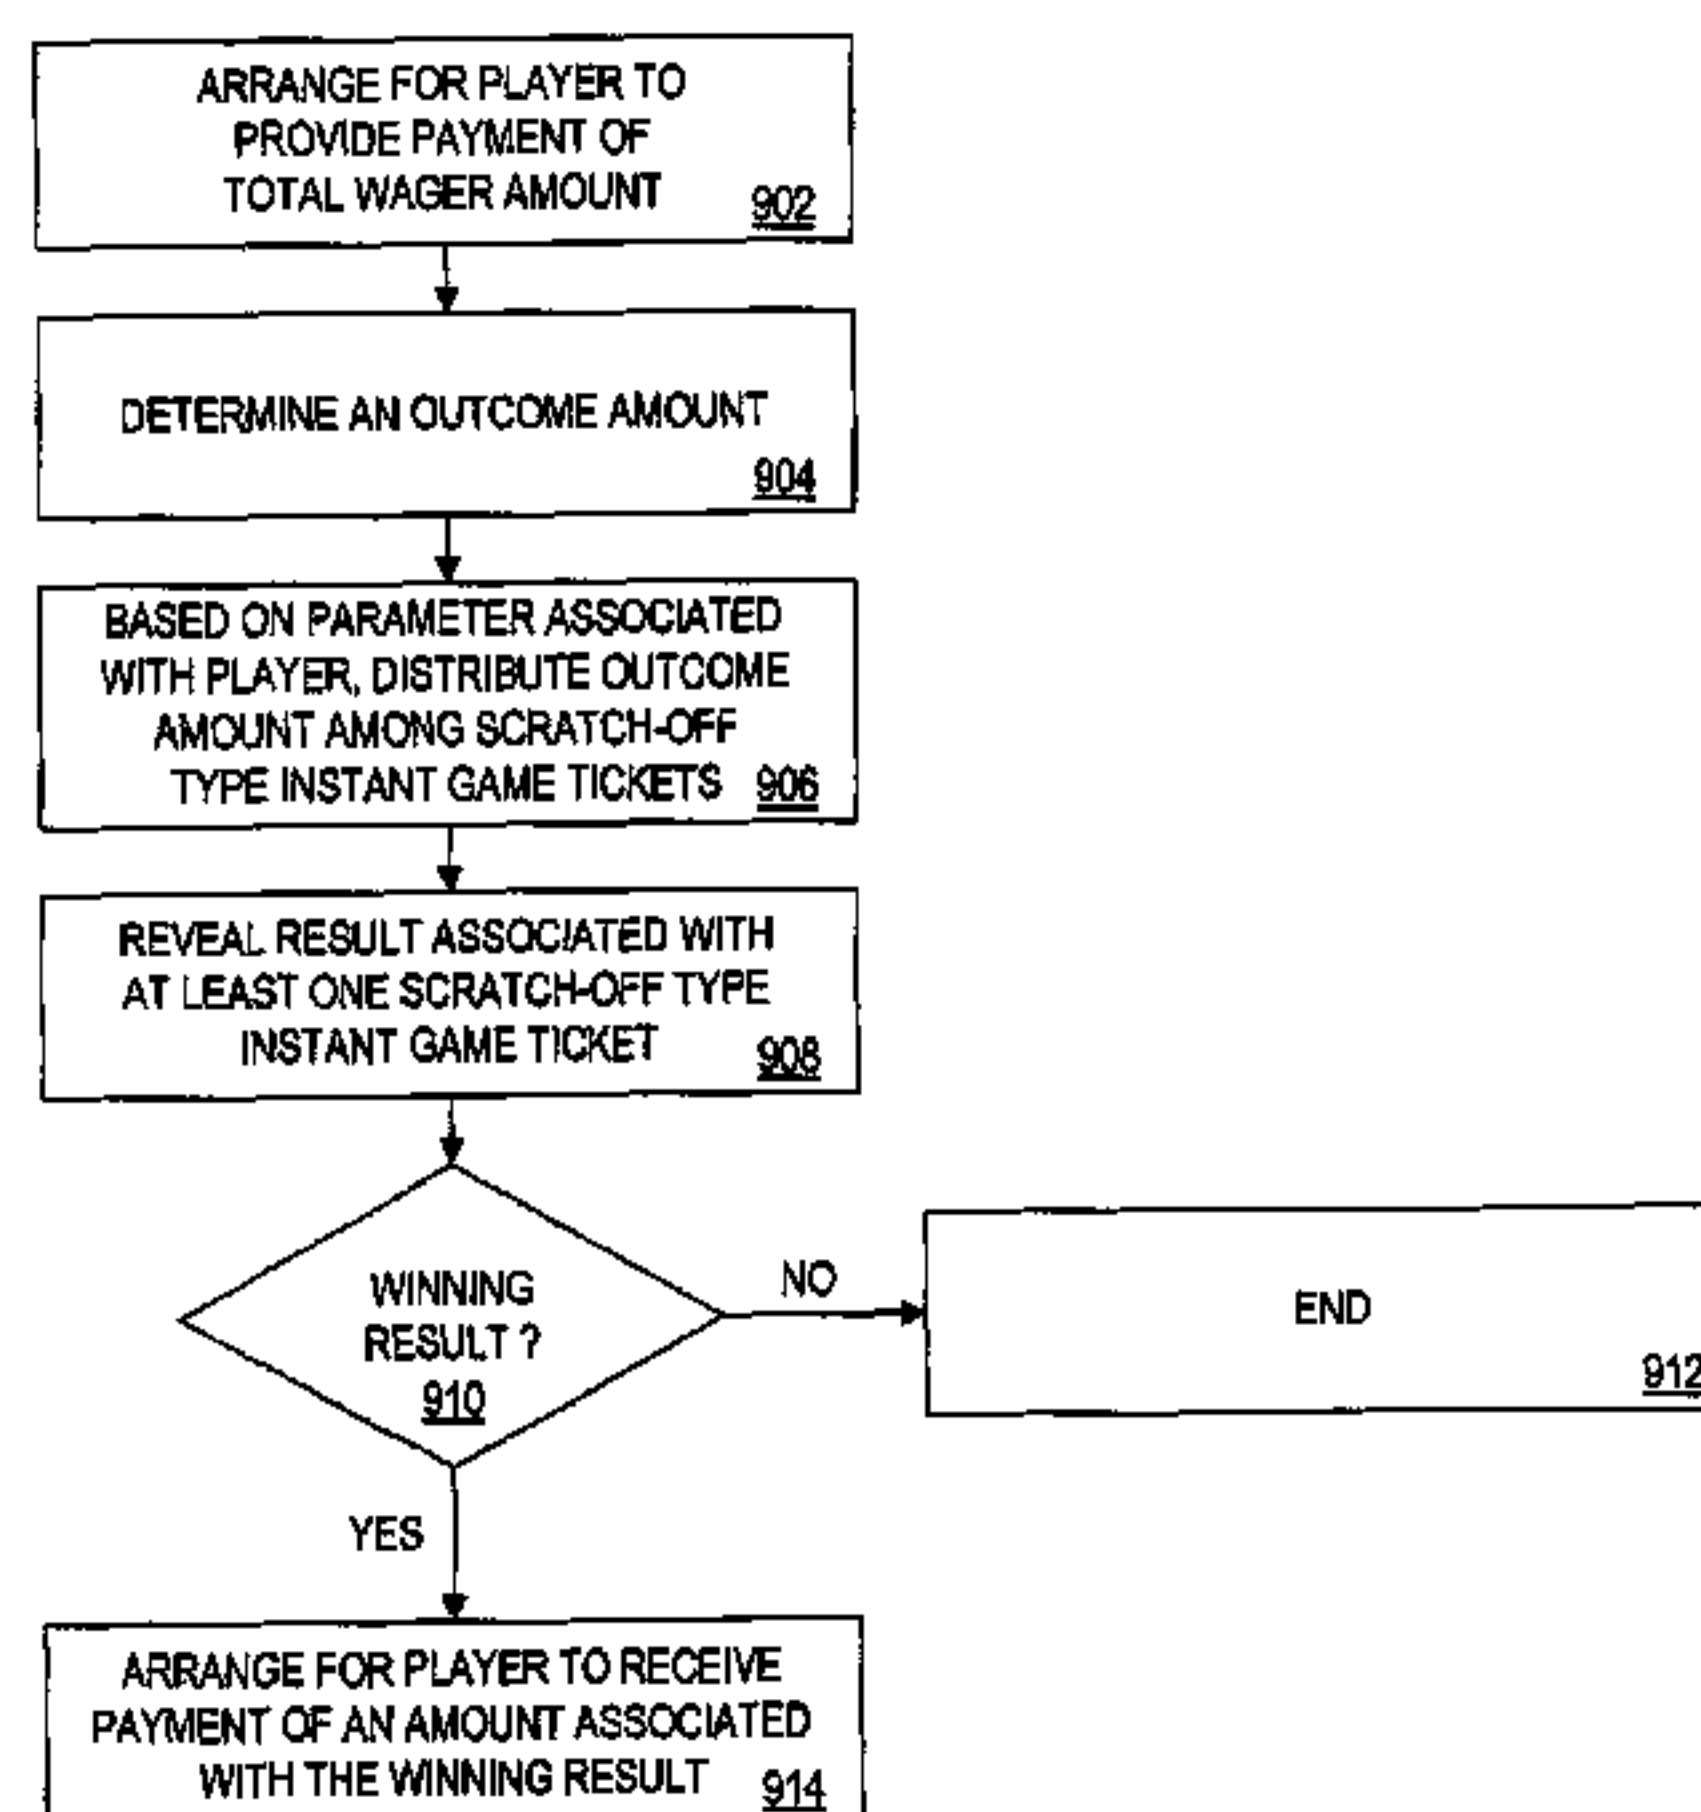 ARRANGE FOR PLAYER TO
PROVIDE PAYMENT OF
TOTAL WAGER AMOUNT
902
DETERMINE AN OUTCOME AMOUNT
904
BASED ON PARAMETER ASSOCIATED
WITH PLAYER, DISTRIBUTE OUTCOME
AMOUNT AMONG SCRATCH-OFF
TYPE INSTANT GAME TICKETS 906
REVEAL RESULT ASSOCIATED WITH
AT LEAST ONE SCRATCH-OFF TYPE
INSTANT GAME TICKET
908
WINNING
RESULT ?
910
NO
END
912
YES
ARRANGE FOR PLAYER TO RECEIVE
PAYMENT OF AN AMOUNT ASSOCIATED
WITH THE WINNING RESULT
914